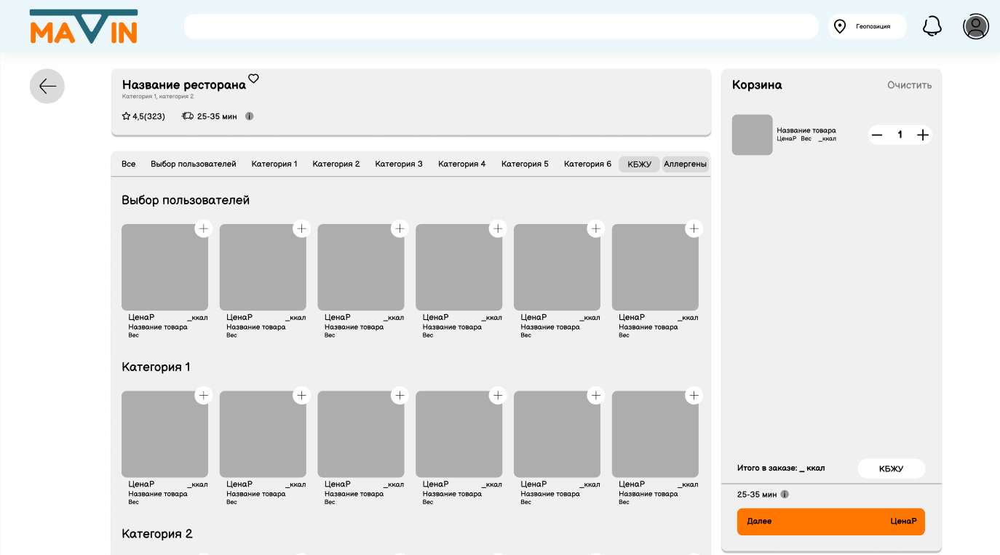 MAVIN
Геопозиция
Название ресторана
Категория 1, категория 2
4,5(323) 25-35 мин i
Все Выбор пользователей Категория 1 Категория 2 Категория 3 Категория 4 Категория 5 Категория 6 КБЖУ Аллергены
Выбор пользователей
ЦенаР _ккал ЦенаР _ккал ЦенаР _ккал ЦенаР _ккал ЦенаР _ккал ЦенаР _ккал
Название товара Название товара Название товара Название товара Название товара Название товара
Вес Вес Вес Вес Вес Вес
Категория 1
ЦенаР _ккал ЦенаР _ккал ЦенаР _ккал ЦенаР _ккал ЦенаР _ккал ЦенаР _ккал
Название товара Название товара Название товара Название товара Название товара Название товара
Вес Вес Вес Вес Вес Вес
Категория 2
Корзина Очистить
Название товара
ЦенаР Вес _ккал
1
Итого в заказе: _ ккал КБЖУ
25-35 мин i
Далее ЦенаР